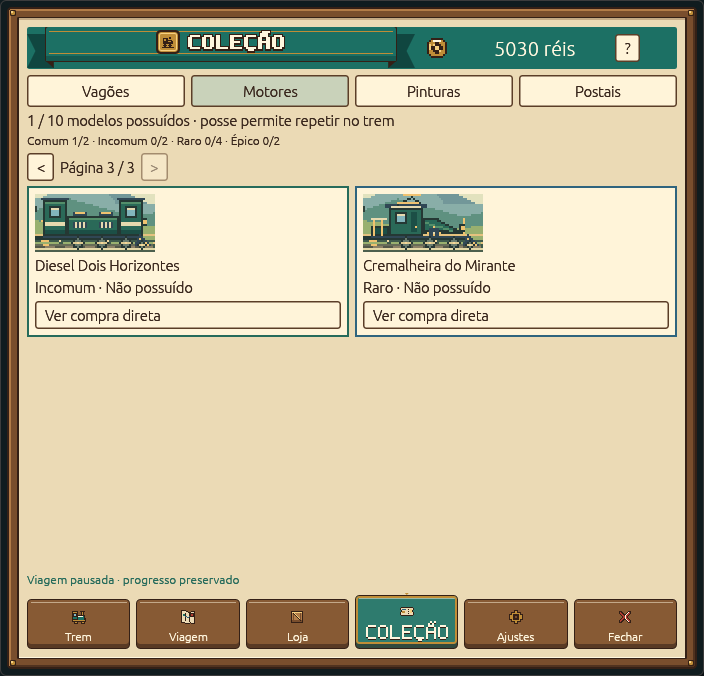 COLEÇÃO
5030 réis
?
Vagões
Motores
Pinturas
Postais
1 / 10 modelos possuídos · posse permite repetir no trem
Comum 1/2 · Incomum 0/2 · Raro 0/4 · Épico 0/2
< Página 3 / 3 >
Diesel Dois Horizontes
Incomum · Não possuído
Ver compra direta
Cremalheira do Mirante
Raro · Não possuído
Ver compra direta
Viagem pausada · progresso preservado
Trem
Viagem
Loja
COLEÇÃO
Ajustes
Fechar